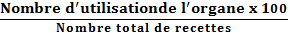 Nombre d'utilisationde l'organe x 100
Nombre total de recettes